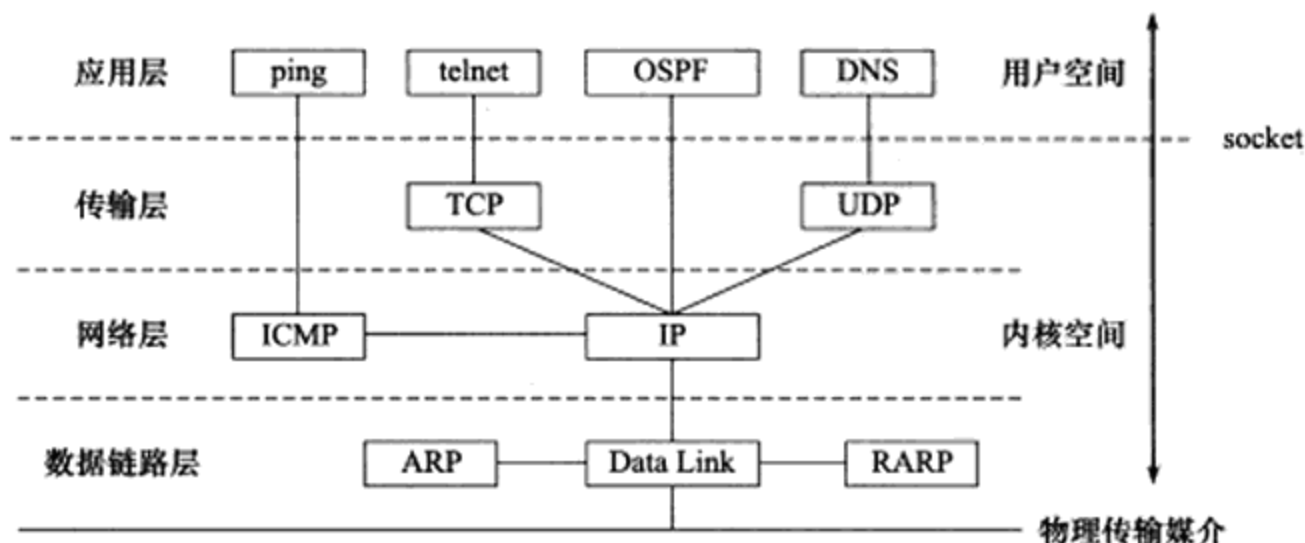 应用层 ping telnet OSPF DNS 用户空间
socket
传输层 TCP UDP
网络层 ICMP IP 内核空间
数据链路层 ARP Data Link RARP
物理传输媒介